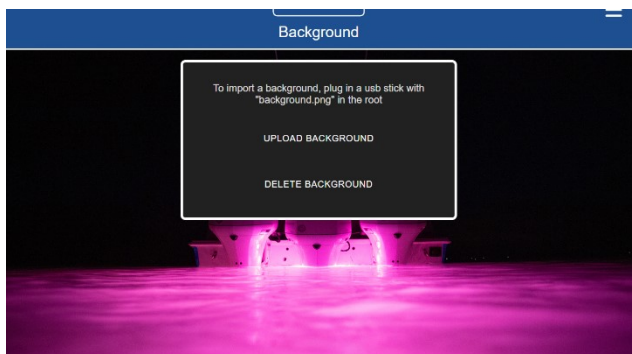 Background
To import a background, plug in a usb stick with
"background.png" in the root
UPLOAD BACKGROUND
DELETE BACKGROUND